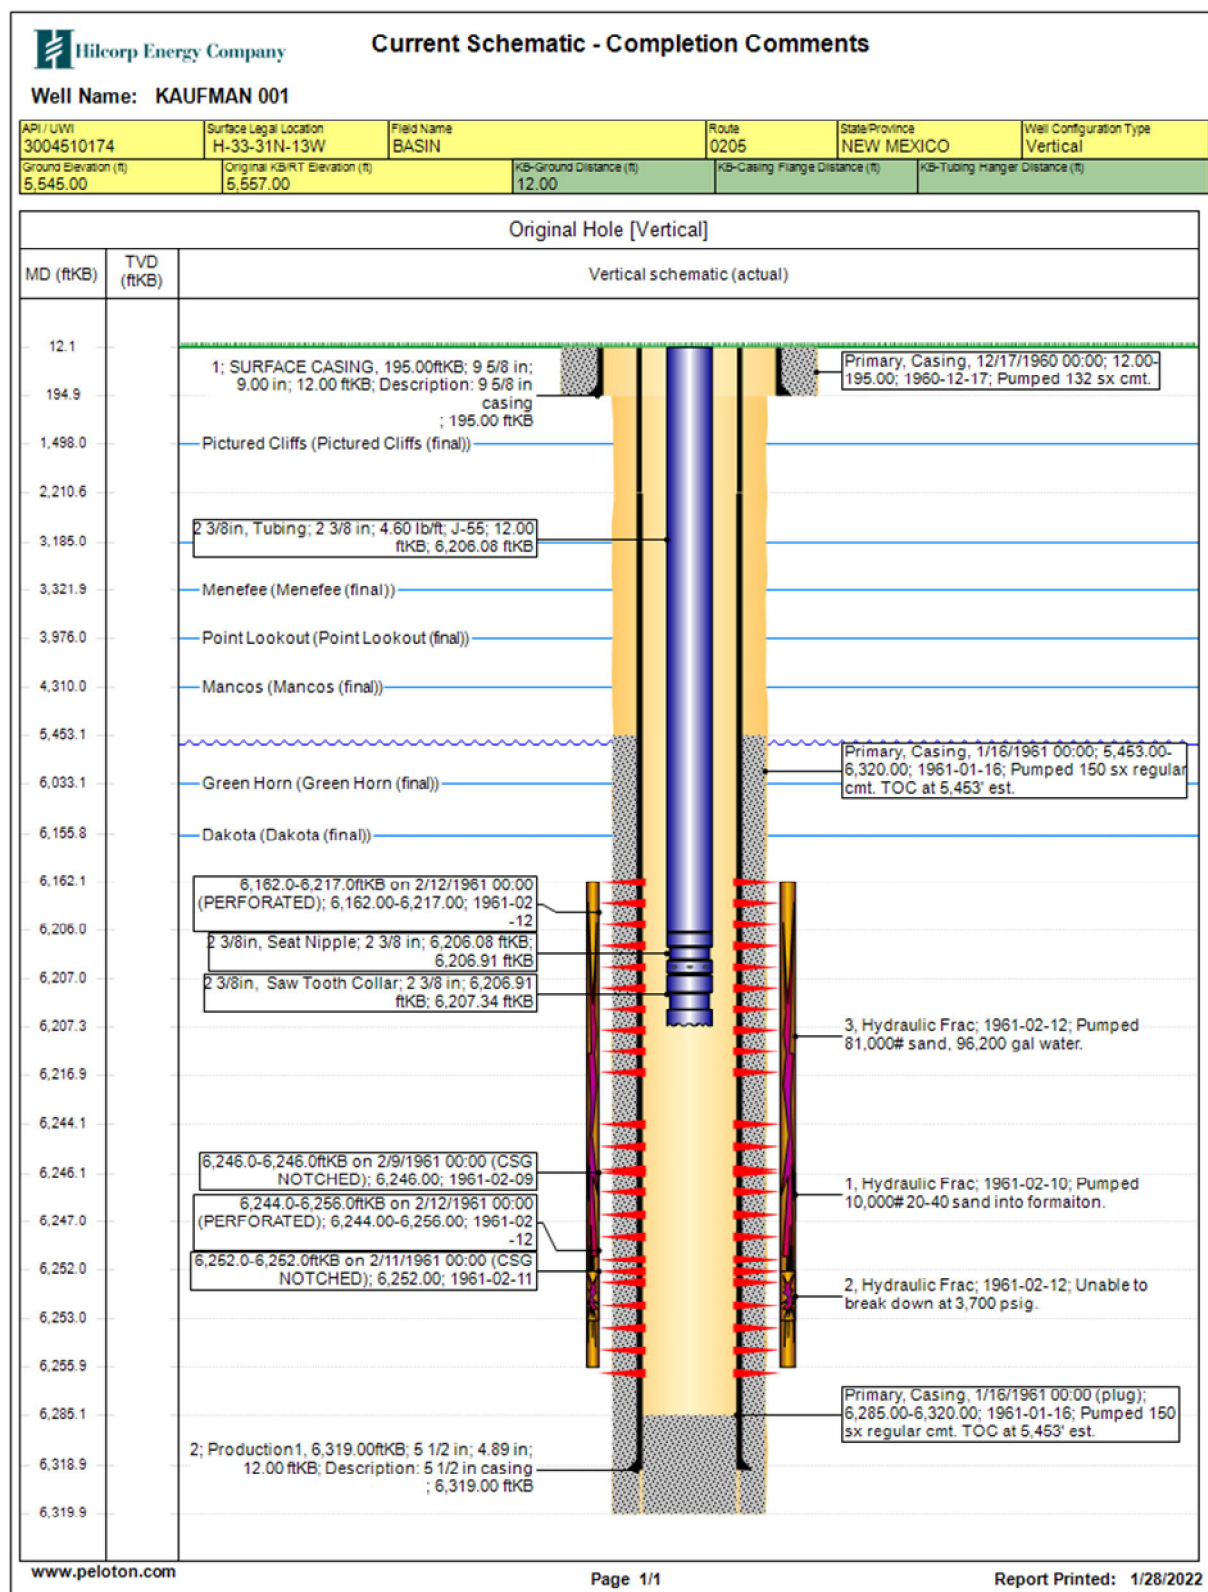 Hilcorp Energy Company
Current Schematic - Completion Comments
Well Name: KAUFMAN 001
API / UWI
3004510174
Surface Legal Location
H-33-31N-13W
Field Name
BASIN
Route
0205
State/Province
NEW MEXICO
Well Configuration Type
Vertical
Ground Elevation (ft)
5,545.00
Original KB/RT Elevation (ft)
5,557.00
KB-Ground Distance (ft)
12.00
KB-Casing Flange Distance (ft)
KB-Tubing Hanger Distance (ft)
Original Hole [Vertical]
MD (ftKB)
TVD
(ftKB)
Vertical schematic (actual)
12.1
1; SURFACE CASING, 195.00ftKB; 9 5/8 in;
9.00 in; 12.00 ftKB; Description: 9 5/8 in
casing
; 195.00 ftKB
Primary, Casing, 12/17/1960 00:00; 12.00-
195.00; 1960-12-17; Pumped 132 sx cmt.
194.9
1,498.0
Pictured Cliffs (Pictured Cliffs (final))
2,210.6
2 3/8in, Tubing; 2 3/8 in; 4.60 lb/ft; J-55; 12.00
ftKB; 6,206.08 ftKB
3,185.0
3,321.9
Menefee (Menefee (final))
3,976.0
Point Lookout (Point Lookout (final))
4,310.0
Mancos (Mancos (final))
5,453.1
Primary, Casing, 1/16/1961 00:00; 5,453.00-
6,320.00; 1961-01-16; Pumped 150 sx regular
cmt. TOC at 5,453' est.
6,033.1
Green Horn (Green Horn (final))
6,155.8
Dakota (Dakota (final))
6,162.1
6,162.0-6,217.0ftKB on 2/12/1961 00:00
(PERFORATED); 6,162.00-6,217.00; 1961-02
-12
6,206.0
2 3/8in, Seat Nipple; 2 3/8 in; 6,206.08 ftKB;
6,206.91 ftKB
6,207.0
2 3/8in, Saw Tooth Collar; 2 3/8 in; 6,206.91
ftKB; 6,207.34 ftKB
6,207.3
3, Hydraulic Frac; 1961-02-12; Pumped
81,000# sand, 96,200 gal water.
6,216.9
6,244.1
6,246.1
6,246.0-6,246.0ftKB on 2/9/1961 00:00 (CSG
NOTCHED); 6,246.00; 1961-02-09
1, Hydraulic Frac; 1961-02-10; Pumped
10,000# 20-40 sand into formaiton.
6,247.0
6,244.0-6,256.0ftKB on 2/12/1961 00:00
(PERFORATED); 6,244.00-6,256.00; 1961-02
-12
6,252.0
6,252.0-6,252.0ftKB on 2/11/1961 00:00 (CSG
NOTCHED); 6,252.00; 1961-02-11
2, Hydraulic Frac; 1961-02-12; Unable to
break down at 3,700 psig.
6,253.0
6,255.9
Primary, Casing, 1/16/1961 00:00 (plug);
6,285.00-6,320.00; 1961-01-16; Pumped 150
sx regular cmt. TOC at 5,453' est.
6,285.1
2; Production1, 6,319.00ftKB; 5 1/2 in; 4.89 in;
12.00 ftKB; Description: 5 1/2 in casing
; 6,319.00 ftKB
6,318.9
6,319.9
www.peloton.com
Page 1/1
Report Printed: 1/28/2022